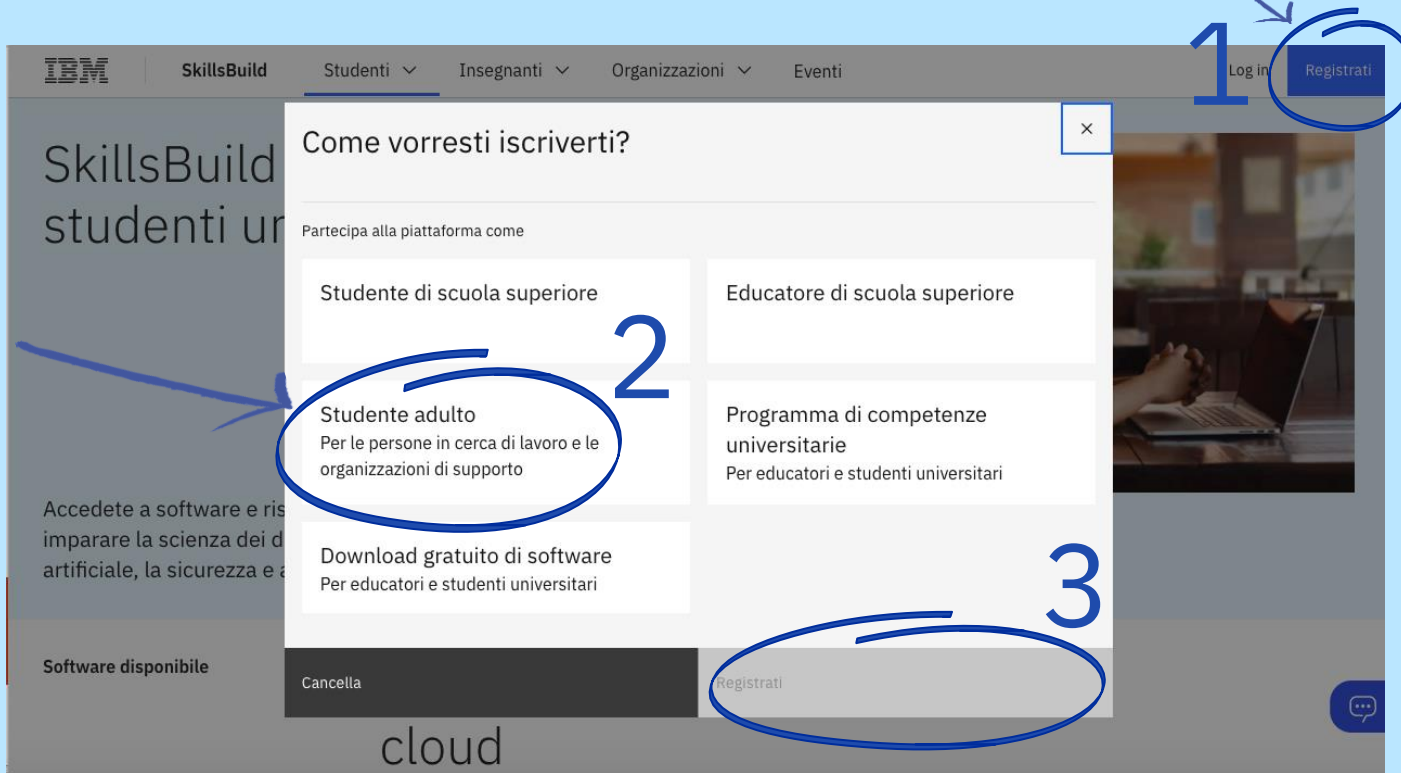 1
IBM
SkillsBuild
Studenti
Insegnanti
Organizzazioni
Eventi
Log in
Registrati
SkillsBuild
studenti
Come vorresti iscriverti?
Partecipa alla piattaforma come
Studente di scuola superiore
Educatore di scuola superiore
2
Studente adulto
Per le persone in cerca di lavoro e le
organizzazioni di supporto
Programma di competenze
universitarie
Per educatori e studenti universitari
Accedete a software e ris
imparare la scienza dei d
artificiale, la sicurezza e a
Download gratuito di software
Per educatori e studenti universitari
3
Software disponibile
Cancella
Registrati
cloud